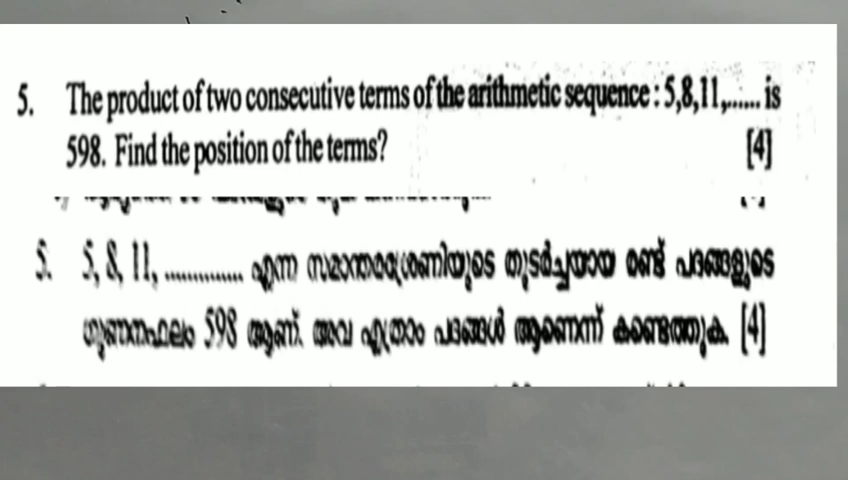 5. The product of two consecutive terms of the arithmetic sequence : 5,8,11,...... is
598. Find the position of the terms? [4]
5. 5, 8, 11, .............. എന്ന സമാന്തരശ്രേണിയുടെ തുടർച്ചയായ രണ്ട് പദങ്ങളുടെ
ഗുണനഫലം 598 ആണ്. അവ എത്രാം പദങ്ങൾ ആണെന്ന് കണ്ടെത്തുക. [4]